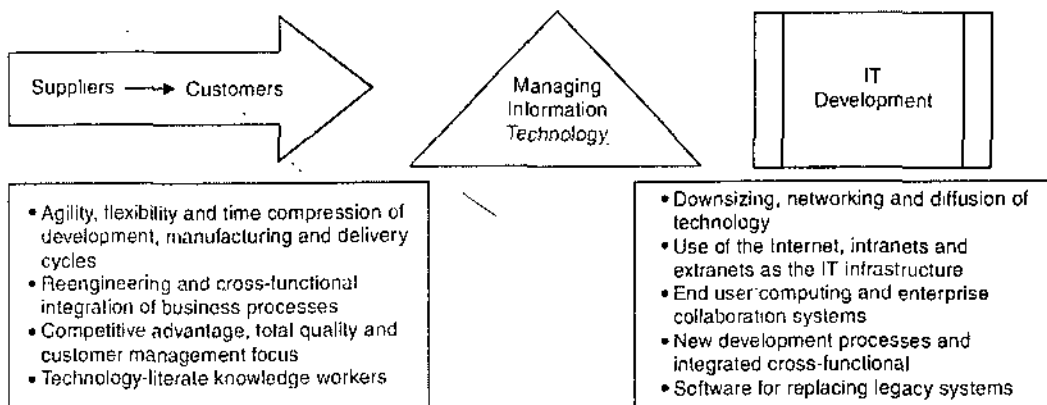 Suppliers → Customers
Managing
Information
Technology
IT
Development
• Agility, flexibility and time compression of
development, manufacturing and delivery
cycles
• Reengineering and cross-functional
integration of business processes
• Competitive advantage, total quality and
customer management focus
• Technology-literate knowledge workers
• Downsizing, networking and diffusion of
technology
• Use of the Internet, intranets and
extranets as the IT infrastructure
• End user computing and enterprise
collaboration systems
• New development processes and
integrated cross-functional
• Software for replacing legacy systems